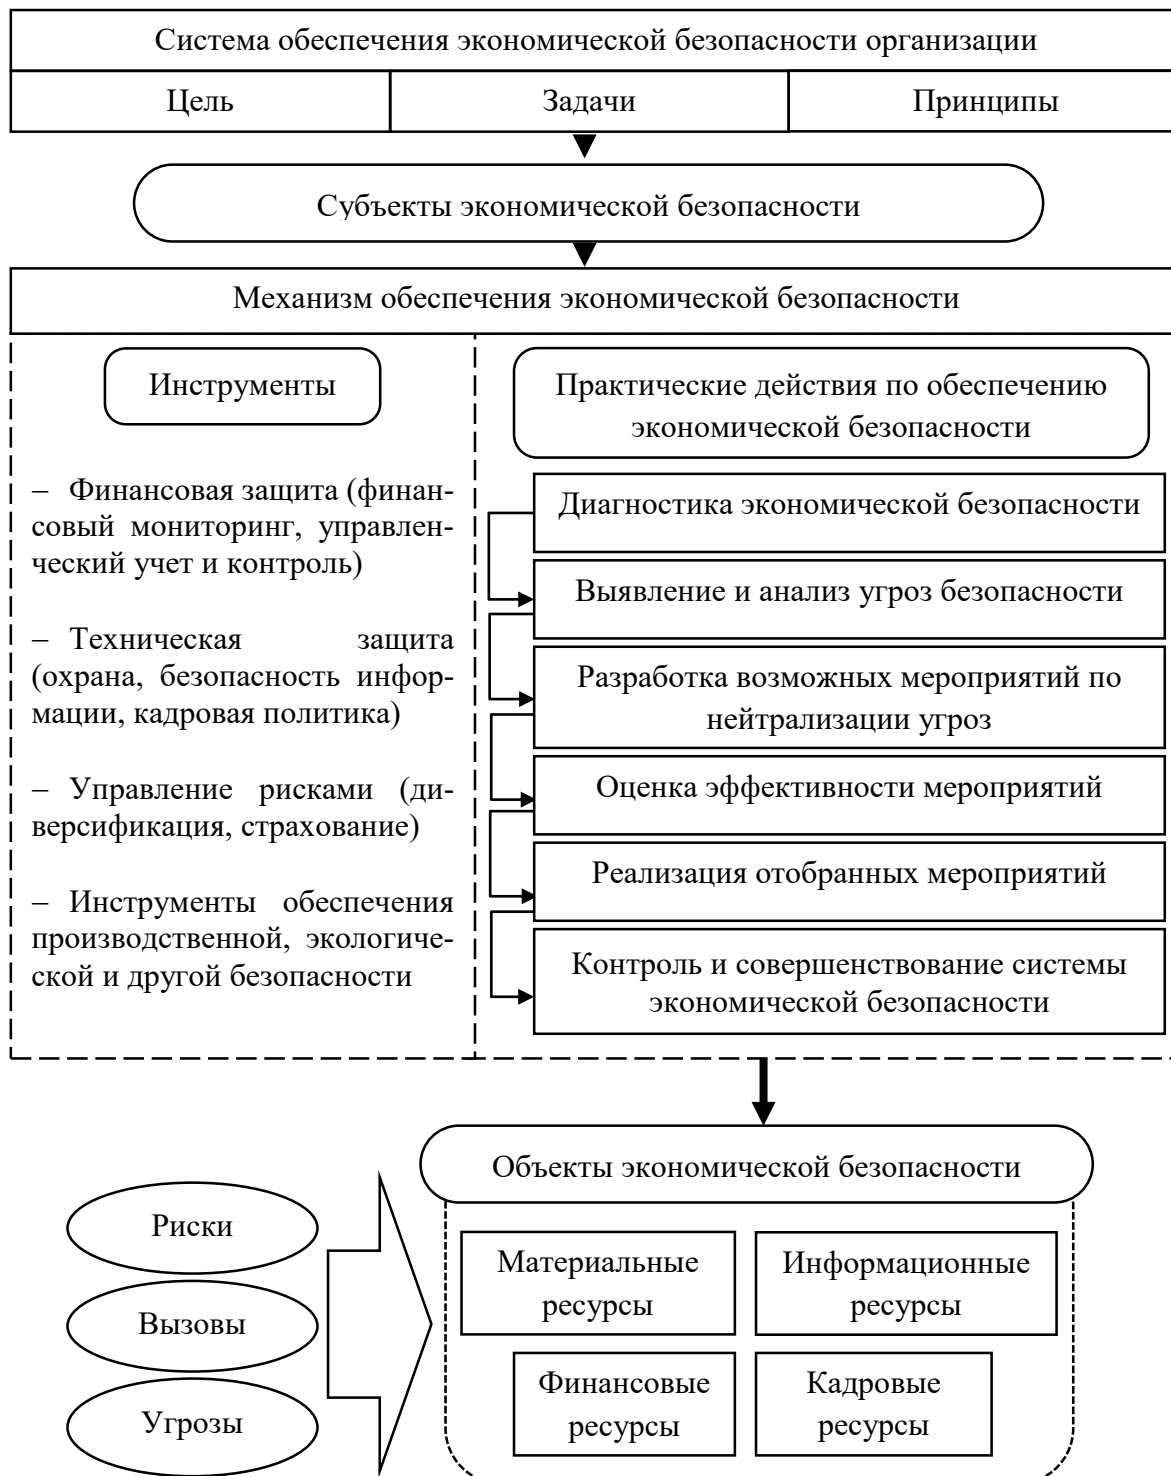 Система обеспечения экономической безопасности организации
Цель
Задачи
Принципы
Субъекты экономической безопасности
Механизм обеспечения экономической безопасности
Инструменты
– Финансовая защита (финан-
совый мониторинг, управлен-
ческий учет и контроль)
– Техническая защита
(охрана, безопасность инфор-
мации, кадровая политика)
– Управление рисками (ди-
версификация, страхование)
– Инструменты обеспечения
производственной, экологиче-
ской и другой безопасности
Практические действия по обеспечению
экономической безопасности
Диагностика экономической безопасности
Выявление и анализ угроз безопасности
Разработка возможных мероприятий по
нейтрализации угроз
Оценка эффективности мероприятий
Реализация отобранных мероприятий
Контроль и совершенствование системы
экономической безопасности
Объекты экономической безопасности
Риски
Вызовы
Угрозы
Материальные
ресурсы
Информационные
ресурсы
Финансовые
ресурсы
Кадровые
ресурсы